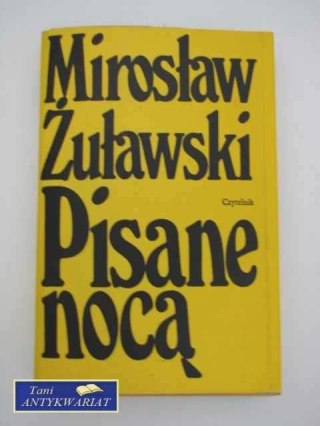 Mirosław
Żuławski
Czytelnik
Pisane
nocą
Tani
ANTYKWARIAT